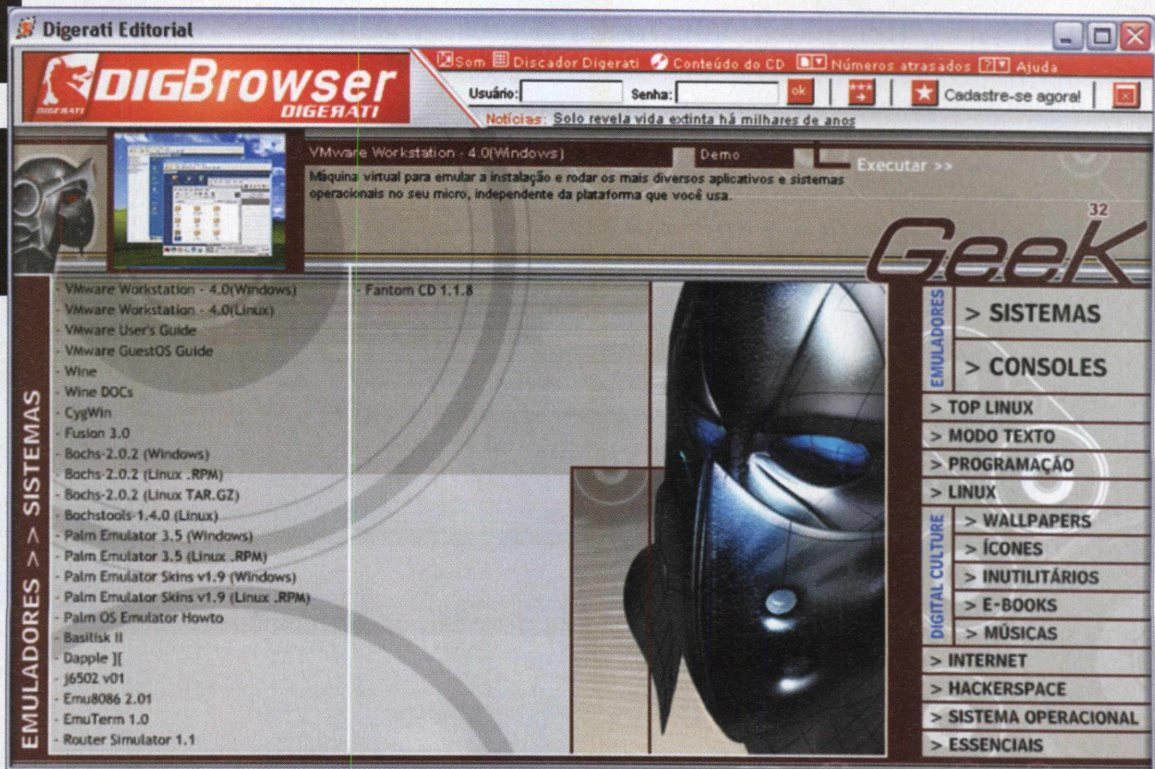 Digerati Editorial
DIGBrowser
DIGERATI
DIGERATI
Som Discador Digerati Conteúdo do CD Números atrasados Ajuda
Usuário: Senha: ok Cadastre-se agora!
Notícias: Solo revela vida extinta há milhares de anos
VMware Workstation - 4.0(Windows) Demo Executar >>
Máquina virtual para emular a instalação e rodar os mais diversos aplicativos e sistemas
operacionais no seu micro, independente da plataforma que você usa.
32
Geek
EMULADORES >> SISTEMAS
- VMware Workstation - 4.0(Windows)
- VMware Workstation - 4.0(Linux)
- VMware User's Guide
- VMware GuestOS Guide
- Wine
- Wine DOCs
- CygWin
- Fusion 3.0
- Bochs-2.0.2 (Windows)
- Bochs-2.0.2 (Linux .RPM)
- Bochs-2.0.2 (Linux TAR.GZ)
- Bochstools-1.4.0 (Linux)
- Palm Emulator 3.5 (Windows)
- Palm Emulator 3.5 (Linux .RPM)
- Palm Emulator Skins v1.9 (Windows)
- Palm Emulator Skins v1.9 (Linux .RPM)
- Palm OS Emulator Howto
- Basilisk II
- Dapple ][
- j6502 v01
- Emu8086 2.01
- EmuTerm 1.0
- Router Simulator 1.1
- Fantom CD 1.1.8
EMULADORES
> SISTEMAS
> CONSOLES
> TOP LINUX
> MODO TEXTO
> PROGRAMAÇÃO
> LINUX
DIGITAL CULTURE
> WALLPAPERS
> ÍCONES
> INUTILITÁRIOS
> E-BOOKS
> MÚSICAS
> INTERNET
> HACKERSPACE
> SISTEMA OPERACIONAL
> ESSENCIAIS